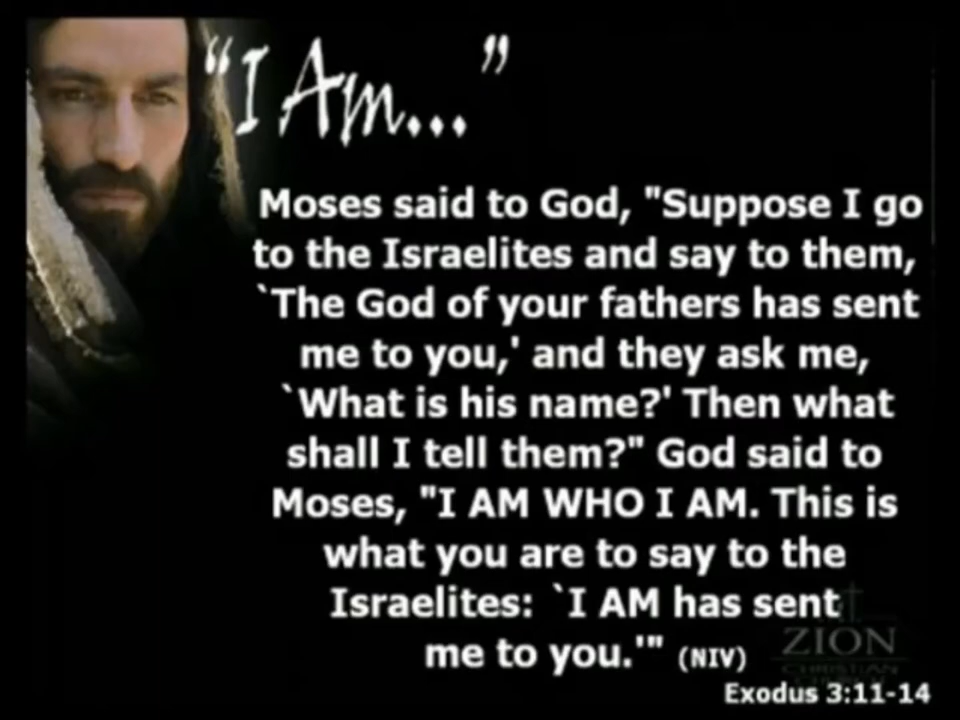 “I Am...”
Moses said to God, "Suppose I go
to the Israelites and say to them,
`The God of your fathers has sent
me to you,' and they ask me,
`What is his name?' Then what
shall I tell them?" God said to
Moses, "I AM WHO I AM. This is
what you are to say to the
Israelites: `I AM has sent
me to you.'" (NIV)
ZION
CHRISTIAN
Exodus 3:11-14